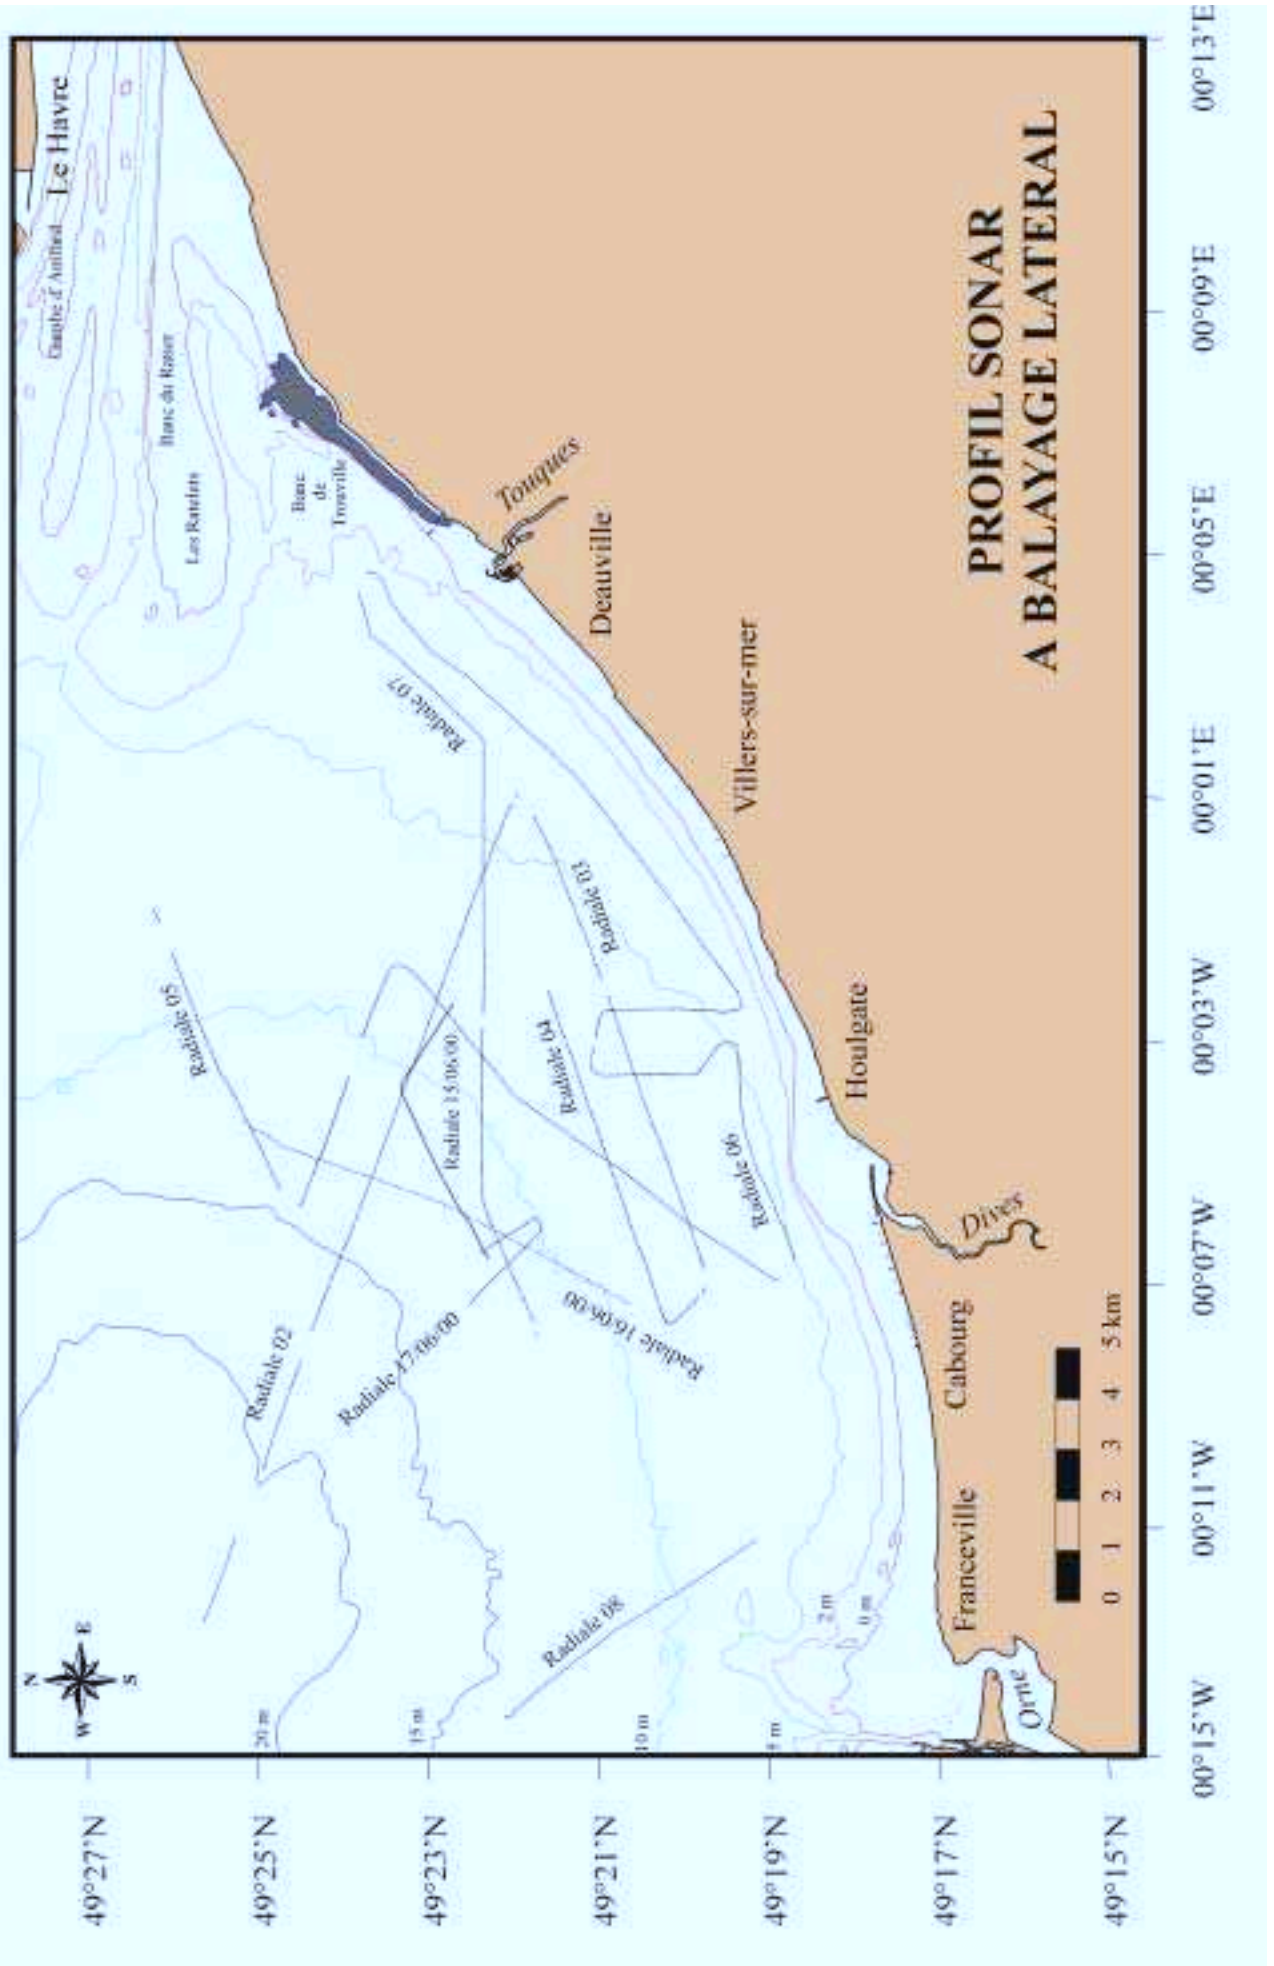 PROFIL SONAR
A BALAYAGE LATERAL
N
W
E
S
Le Havre
Banc du Ratier
Les Ratelets
Banc
de
Trouville
Touques
Deauville
Villers-sur-mer
Houlgate
Dives
Cabourg
Franceville
Orne
Radiale 07
Radiale 03
Radiale 05
Radiale 04
Radiale 15/06/00
Radiale 06
Radiale 02
Radiale 17/06/00
Radiale 16/06/00
Radiale 08
20 m
15 m
10 m
2 m
0 m
0 1 2 3 4 5 km
49°27'N
49°25'N
49°23'N
49°21'N
49°19'N
49°17'N
49°15'N
00°15'W
00°11'W
00°07'W
00°03'W
00°01'E
00°05'E
00°09'E
00°13'E